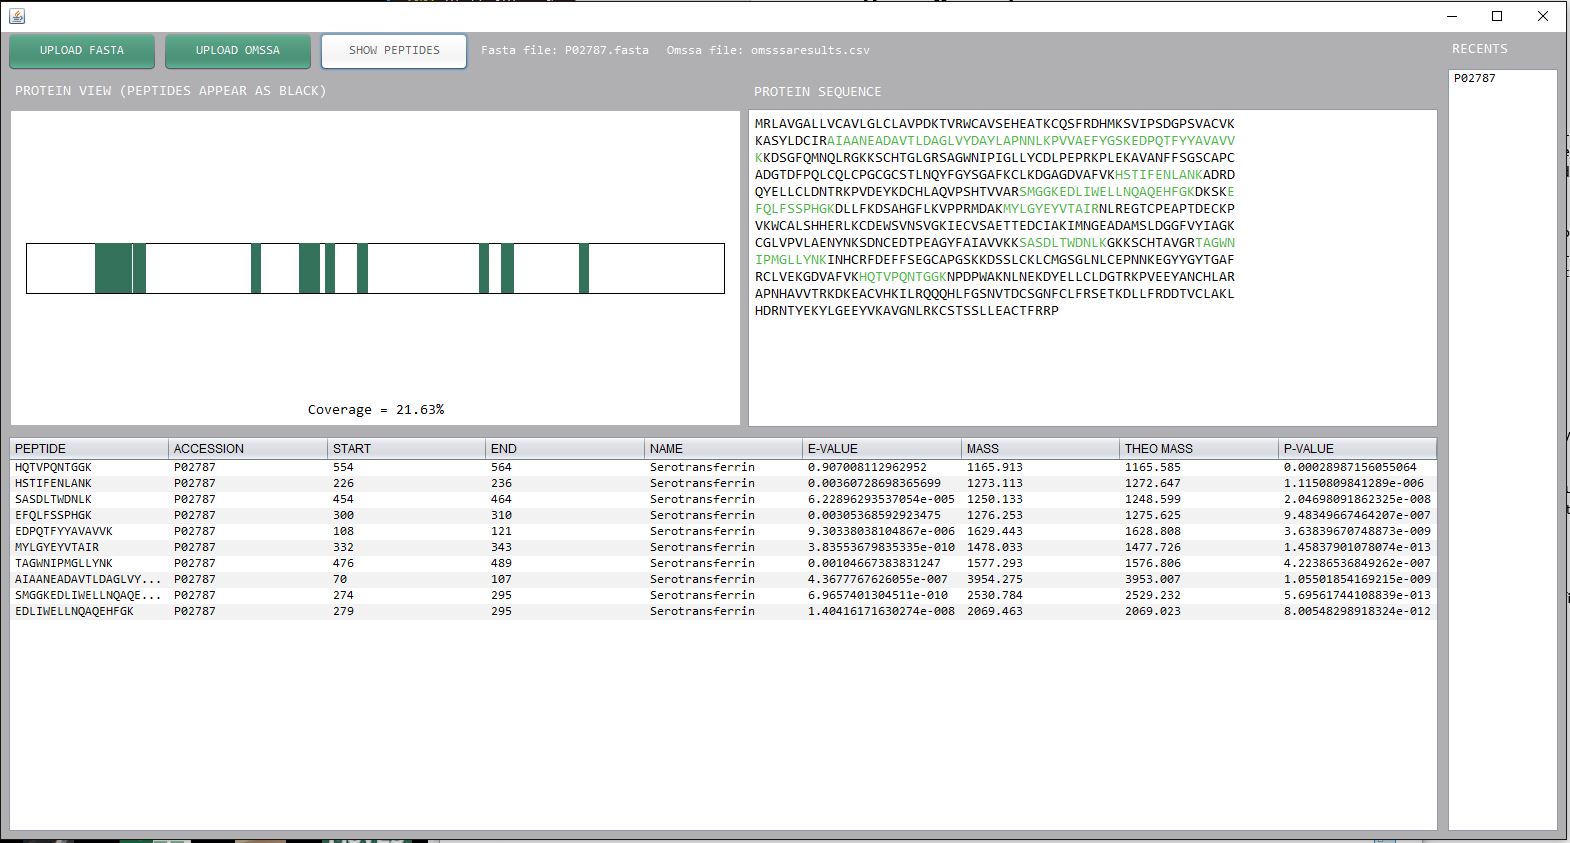 UPLOAD FASTA UPLOAD OMSSA SHOW PEPTIDES Fasta file: P02787.fasta Omssa file: omsssaresults.csv RECENTS
P02787
PROTEIN VIEW (PEPTIDES APPEAR AS BLACK)
Coverage = 21.63%
PROTEIN SEQUENCE
MRLAVGALLVCAVLGLCLAVPDKTVRWCAVSEHEATKCQSFRDHMKSVIPSDGPSVACVK
KASYLDCIRAIAANEADAVTLDAGLVYDAYLAPNNLKPVVAEFYGSKEDPQTFYYAVAVV
KKDSGFQMNQLRGKKSCHTGLGRSAGWNIPIGLLYCDLPEPRKPLEKAVANFFSGSCAPC
ADGTDFPQLCQLCPGCGCSTLNQYFGYSGAFKCLKDGAGDVAFVKHSTIFENLANKADRD
QYELLCLDNTRKPVDEYKDCHLAQVPSHTVVARSMGGKEDLIWELLNQAQEHFGKDKSKE
FQLFSSPHGKDLLFKDSAHGFLKVPPRMDAKMYLGYEYVTAIRNLREGTCPEAPTDECKP
VKWCALSHHERLKCDEWSVNSVGKIECVSAETTEDCIAKIMNGEADAMSLDGGFVYIAGK
CGLVPVLAENYNKSDNCEDTPEAGYFAIAVVKKSASDLTWDNLKGKKSCHTAVGRTAGWN
IPMGLLYNKINHCRFDEFFSEGCAPGSKKDSSLCKLCMGSGLNLCEPNNKEGYYGYTGAF
RCLVEKGDVAFVKHQTVPQNTGGKNPDPWAKNLNEKDYELLCLDGTRKPVEEYANCHLAR
APNHAVVTRKDKEACVHKILRQQQHLFGSNVTDCSGNFCLFRSETKDLLFRDDTVCLAKL
HDRNTYEKYLGEEYVKAVGNLRKCSTSSLLEACTFRRP
PEPTIDE ACCESSION START END NAME E-VALUE MASS THEO MASS P-VALUE
HQTVPQNTGGK P02787 554 564 Serotransferrin 0.907008112962952 1165.913 1165.585 0.00028987156055064
HSTIFENLANK P02787 226 236 Serotransferrin 0.00360728698365699 1273.113 1272.647 1.1150809841289e-006
SASDLTWDNLK P02787 454 464 Serotransferrin 6.22896293537054e-005 1250.133 1248.599 2.04698091862325e-008
EFQLFSSPHGK P02787 300 310 Serotransferrin 0.00305368592923475 1276.253 1275.625 9.48349667464207e-007
EDPQTFYYAVAVVK P02787 108 121 Serotransferrin 9.30338038104867e-006 1629.443 1628.808 3.63839670748873e-009
MYLGYEYVTAIR P02787 332 343 Serotransferrin 3.83553679835335e-010 1478.033 1477.726 1.45837901078074e-013
TAGWNIPMGLLYNK P02787 476 489 Serotransferrin 0.00104667383831247 1577.293 1576.806 4.22386536849262e-007
AIAANEADAVTLDAGLVY... P02787 70 107 Serotransferrin 4.3677767626055e-007 3954.275 3953.007 1.05501854169215e-009
SMGGKEDLIWELLNQAQE... P02787 274 295 Serotransferrin 6.9657401304511e-010 2530.784 2529.232 5.69561744108839e-013
EDLIWELLNQAQEHFGK P02787 279 295 Serotransferrin 1.40416171630274e-008 2069.463 2069.023 8.00548298918324e-012